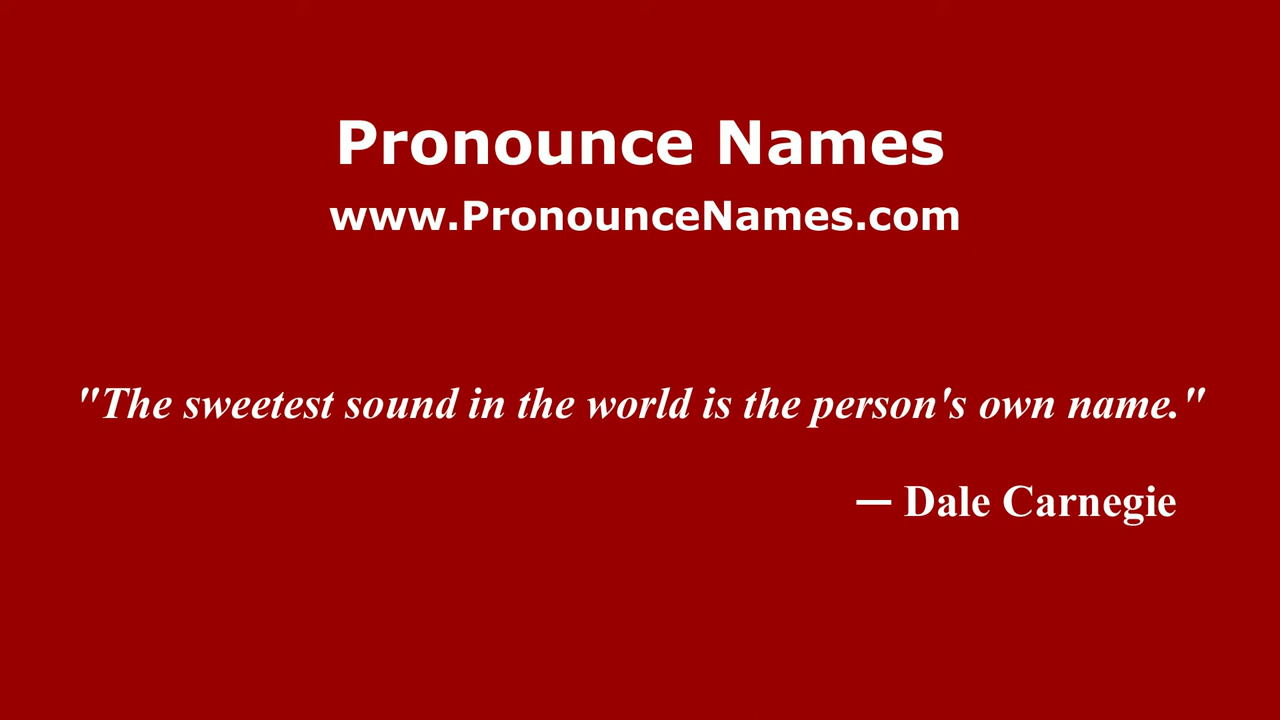 Pronounce Names
www.PronounceNames.com
"The sweetest sound in the world is the person's own name."
— Dale Carnegie